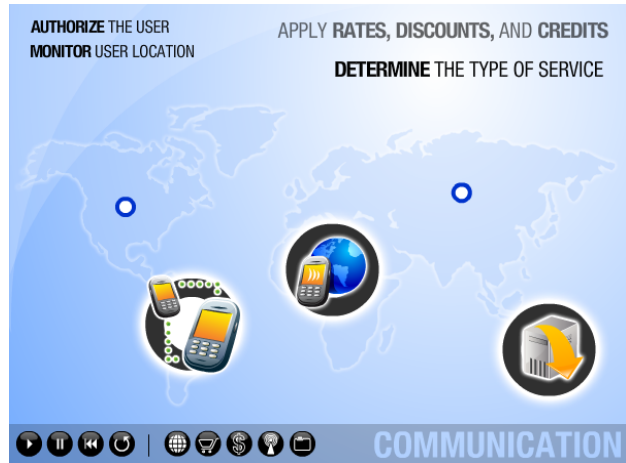 AUTHORIZE THE USER
MONITOR USER LOCATION
APPLY RATES, DISCOUNTS, AND CREDITS
DETERMINE THE TYPE OF SERVICE
COMMUNICATION